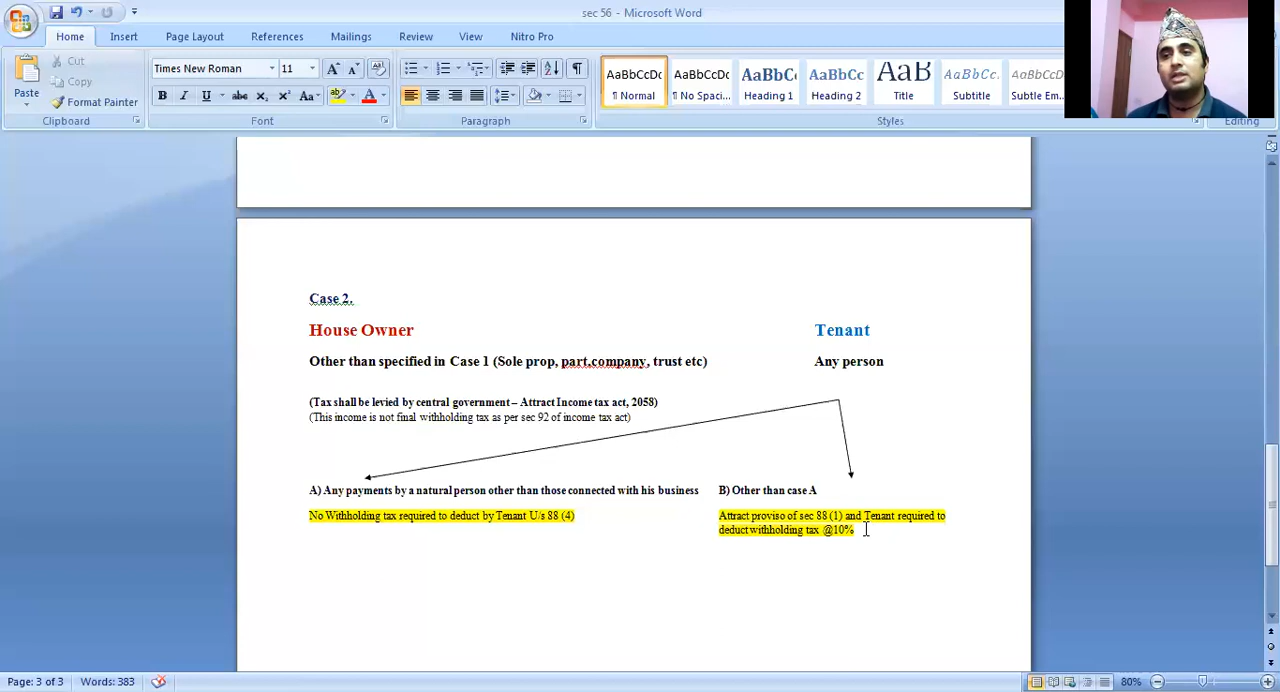 sec 56 - Microsoft Word
Home Insert Page Layout References Mailings Review View Nitro Pro
Paste Cut Copy Format Painter
Times New Roman 11
AaBbCcDc AaBbCcDc AaBbC AaBbCc AaB AaBbCc. AaBbCcDc
¶ Normal ¶ No Spaci... Heading 1 Heading 2 Title Subtitle Subtle Em...
Clipboard Font Paragraph Styles Editing
Case 2.
House Owner Tenant
Other than specified in Case 1 (Sole prop, part.company, trust etc) Any person
(Tax shall be levied by central government – Attract Income tax act, 2058)
(This income is not final withholding tax as per sec 92 of income tax act)
A) Any payments by a natural person other than those connected with his business B) Other than case A
No Withholding tax required to deduct by Tenant U/s 88 (4) Attract proviso of sec 88 (1) and Tenant required to
deduct withholding tax @10%
Page: 3 of 3 Words: 383 80%